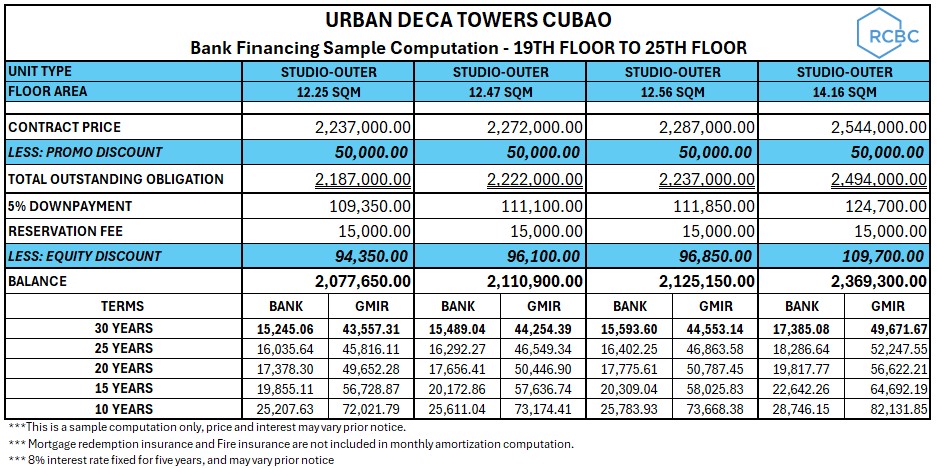 URBAN DECA TOWERS CUBAO
RCBC
Bank Financing Sample Computation - 19TH FLOOR TO 25TH FLOOR
UNIT TYPE STUDIO-OUTER STUDIO-OUTER STUDIO-OUTER STUDIO-OUTER
FLOOR AREA 12.25 SQM 12.47 SQM 12.56 SQM 14.16 SQM
CONTRACT PRICE 2,237,000.00 2,272,000.00 2,287,000.00 2,544,000.00
LESS: PROMO DISCOUNT 50,000.00 50,000.00 50,000.00 50,000.00
TOTAL OUTSTANDING OBLIGATION 2,187,000.00 2,222,000.00 2,237,000.00 2,494,000.00
5% DOWNPAYMENT 109,350.00 111,100.00 111,850.00 124,700.00
RESERVATION FEE 15,000.00 15,000.00 15,000.00 15,000.00
LESS: EQUITY DISCOUNT 94,350.00 96,100.00 96,850.00 109,700.00
BALANCE 2,077,650.00 2,110,900.00 2,125,150.00 2,369,300.00
TERMS BANK GMIR BANK GMIR BANK GMIR BANK GMIR
30 YEARS 15,245.06 43,557.31 15,489.04 44,254.39 15,593.60 44,553.14 17,385.08 49,671.67
25 YEARS 16,035.64 45,816.11 16,292.27 46,549.34 16,402.25 46,863.58 18,286.64 52,247.55
20 YEARS 17,378.30 49,652.28 17,656.41 50,446.90 17,775.61 50,787.45 19,817.77 56,622.21
15 YEARS 19,855.11 56,728.87 20,172.86 57,636.74 20,309.04 58,025.83 22,642.26 64,692.19
10 YEARS 25,207.63 72,021.79 25,611.04 73,174.41 25,783.93 73,668.38 28,746.15 82,131.85
***This is a sample computation only, price and interest may vary prior notice.
*** Mortgage redemption insurance and Fire insurance are not included in monthly amortization computation.
*** 8% interest rate fixed for five years, and may vary prior notice